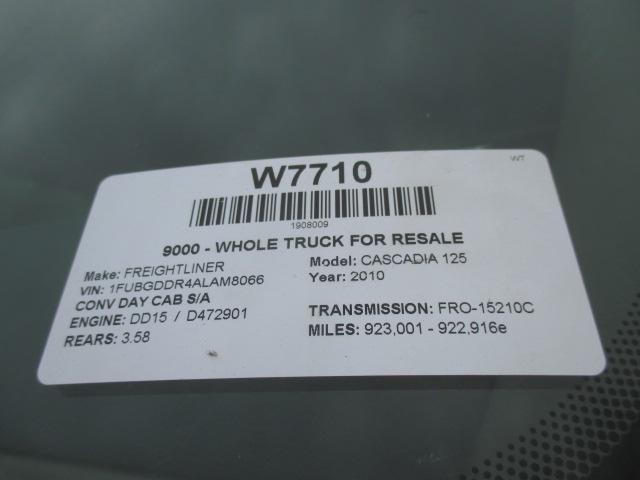 W7710
WT
1908009
9000 - WHOLE TRUCK FOR RESALE
Make: FREIGHTLINER
Model: CASCADIA 125
VIN: 1FUBGDDR4ALAM8066
Year: 2010
CONV DAY CAB S/A
ENGINE: DD15 / D472901
TRANSMISSION: FRO-15210C
REARS: 3.58
MILES: 923,001 - 922,916e